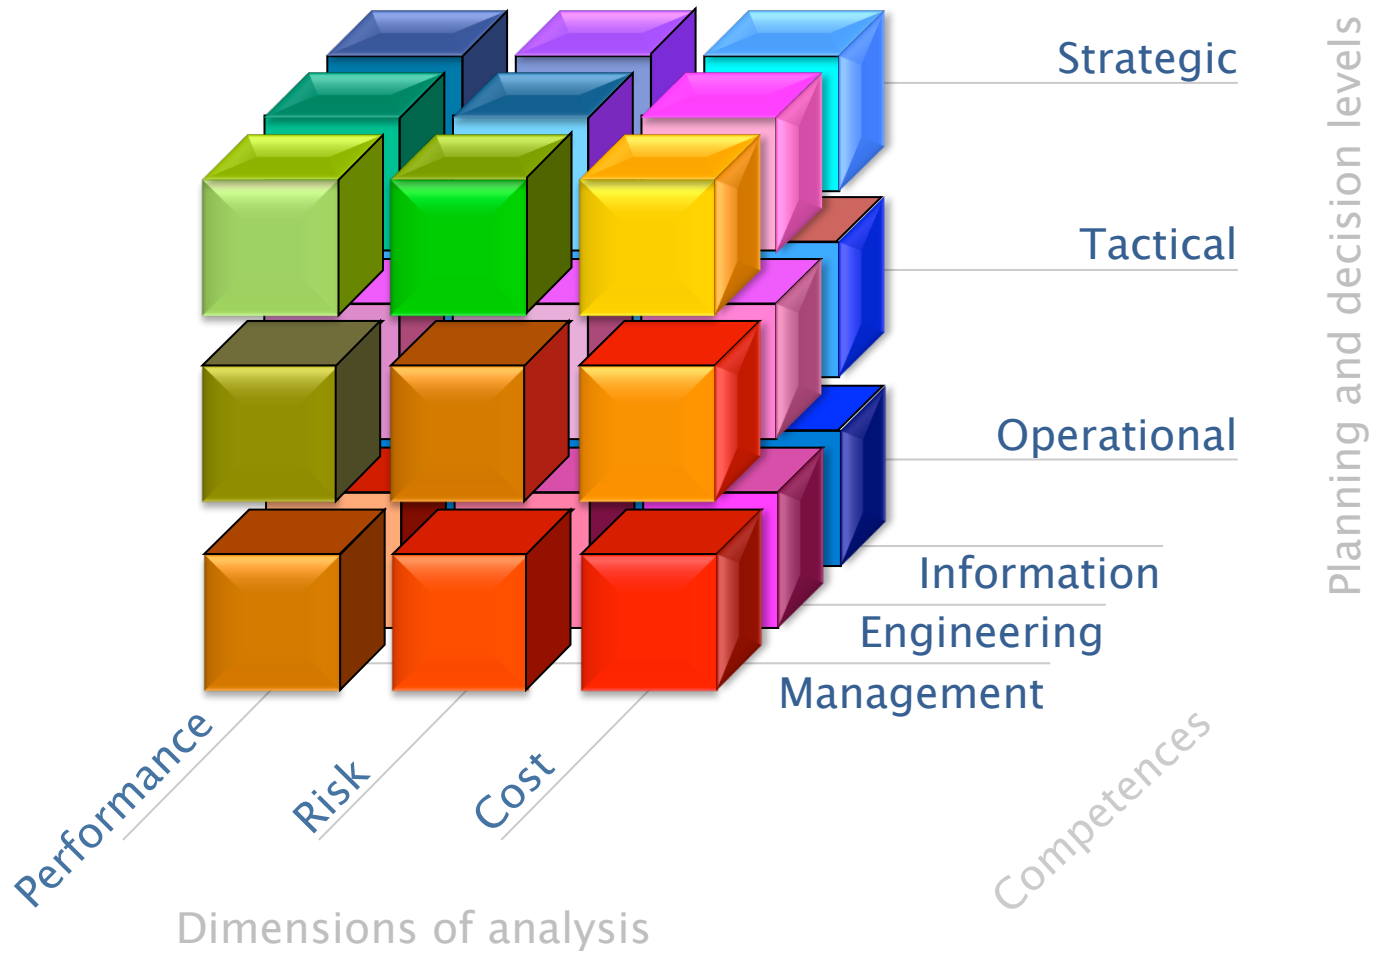 Strategic
Tactical
Operational
Information
Engineering
Management
Planning and decision levels
Performance
Risk
Cost
Competences
Dimensions of analysis